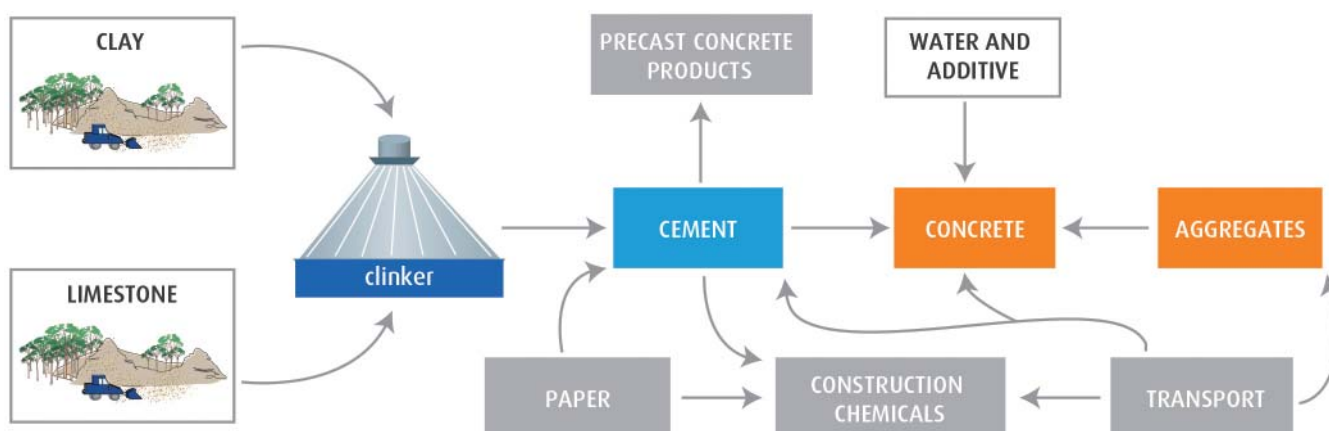 CLAY
LIMESTONE
clinker
PRECAST CONCRETE
PRODUCTS
WATER AND
ADDITIVE
CEMENT
CONCRETE
AGGREGATES
PAPER
CONSTRUCTION
CHEMICALS
TRANSPORT